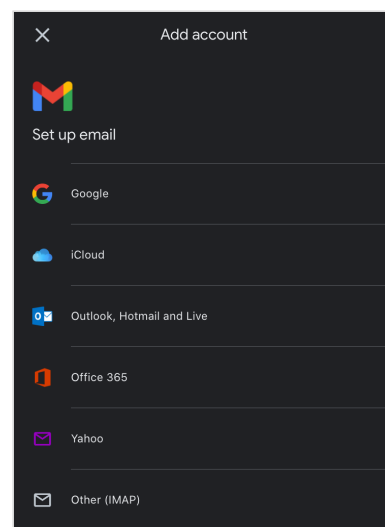 Add account
Set up email
Google
iCloud
Outlook, Hotmail and Live
Office 365
Yahoo
Other (IMAP)